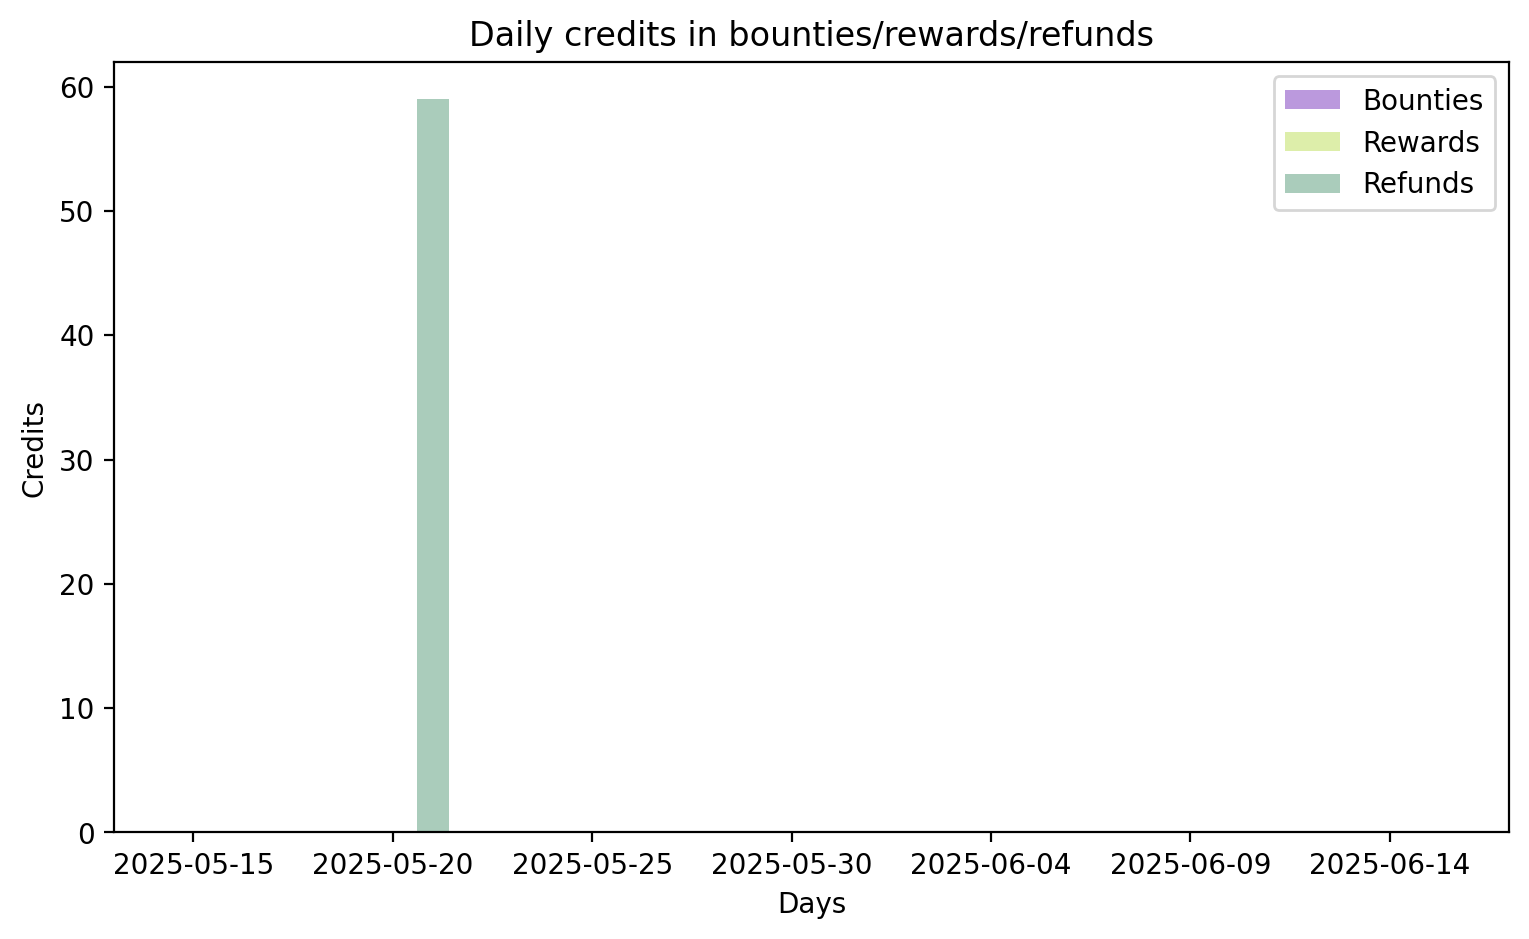 Daily credits in bounties/rewards/refunds
Bounties
Rewards
Refunds
60
50
40
30
20
10
0
Credits
2025-05-15 2025-05-20 2025-05-25 2025-05-30 2025-06-04 2025-06-09 2025-06-14
Days